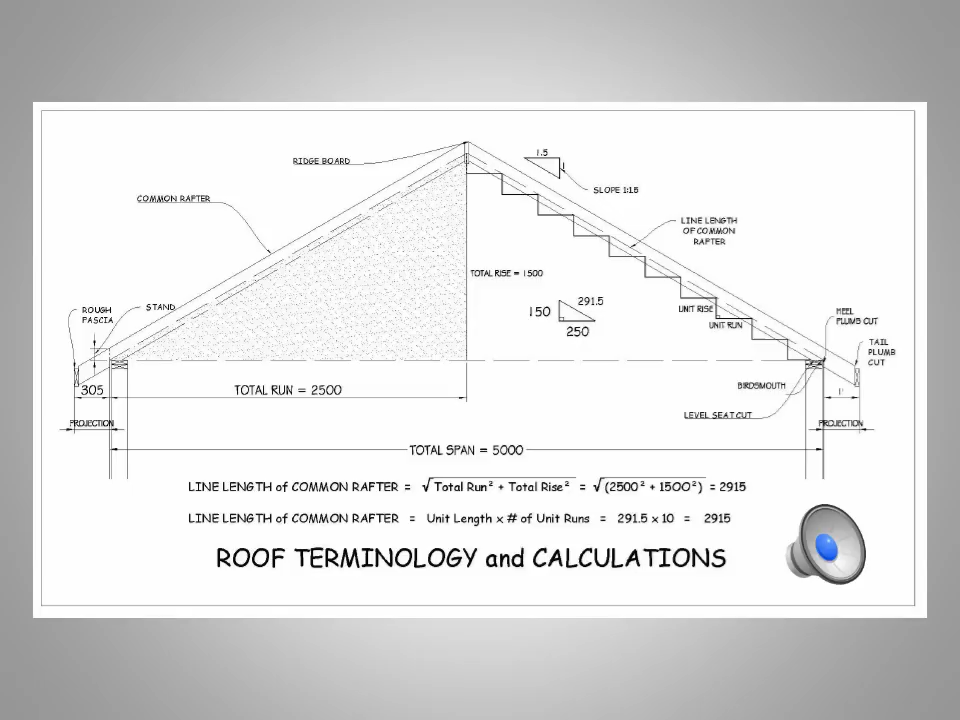 RIDGE BOARD
1.5
1
SLOPE 1:1.5
COMMON RAFTER
LINE LENGTH
OF COMMON
RAFTER
TOTAL RISE = 1500
ROUGH
FASCIA
STAND
150
291.5
250
UNIT RISE
UNIT RUN
HEEL
PLUMB CUT
TAIL
PLUMB
CUT
305
TOTAL RUN = 2500
BIRDSMOUTH
1'
LEVEL SEAT CUT
PROJECTION
PROJECTION
TOTAL SPAN = 5000
LINE LENGTH of COMMON RAFTER = √Total Run² + Total Rise² = √(2500² + 1500²) = 2915
LINE LENGTH of COMMON RAFTER = Unit Length x # of Unit Runs = 291.5 x 10 = 2915
ROOF TERMINOLOGY and CALCULATIONS